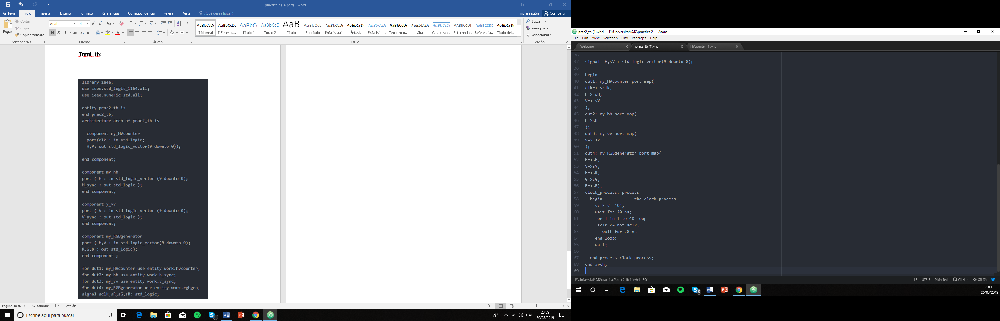 pràctica 2 (1a part) - Word
Archivo Inicio Insertar Diseño Formato Referencias Correspondencia Revisar Vista ¿Qué desea hacer? Iniciar sesión Compartir
Pegar
Cortar
Copiar
Copiar formato
Portapapeles
Arial 14
Fuente
Párrafo
AaBbCcDc AaBbCcDc AaBbCc AaBbCcD AaB AaBbCcD AaBbCcDc AaBbCcDc AaBbCcDc AaBbCcDc AaBbCcDc AaBbCcDc AABBCCDC AABBCCDC AaBbCcDc
¶ Normal ¶ Sin espa... Título 1 Título 2 Título Subtítulo Énfasis sutil Énfasis Énfasis int... Texto en n... Cita Cita desta... Referencia... Referencia... Título del...
Estilos
Buscar
Reemplazar
Seleccionar
Edición
Total_tb:
library ieee;
use ieee.std_logic_1164.all;
use ieee.numeric_std.all;
entity prac2_tb is
end prac2_tb;
architecture arch of prac2_tb is
component my_HVcounter
port(clk : in std_logic;
H,V: out std_logic_vector(9 downto 0));
end component;
component my_hh
port ( H : in std_logic_vector (9 downto 0);
H_sync : out std_logic );
end component;
component y_vv
port ( V : in std_logic_vector (9 downto 0);
V_sync : out std_logic );
end component;
component my_RGBgenerator
port ( H,V : in std_logic_vector(9 downto 0);
R,G,B : out std_logic);
end component ;
for dut1: my_HVcounter use entity work.hvcounter;
for dut2: my_hh use entity work.h_sync;
for dut3: my_vv use entity work.v_sync;
for dut4: my_RGBgenerator use entity work.rgbgen;
signal sclk,sR,sG,sB: std_logic;
Página 10 de 10 57 palabras Catalán 100 %
Escribe aquí para buscar
5
CAT
23:09
26/03/2019
prac2_tb (1).vhd — E:\Universitat\S.D\practica 2 — Atom
File Edit View Selection Find Packages Help
Welcome prac2_tb (1).vhd HVcounter (1).vhd
36
37 signal sH,sV : std_logic_vector(9 downto 0);
38
39 begin
40 dut1: my_HVcounter port map(
41 clk=> sclk,
42 H=> sH,
43 V=> sV
44 );
45 dut2: my_hh port map(
46 H=>sH
47 );
48 dut3: my_vv port map(
49 V=> sV
50 );
51 dut4: my_RGBgenerator port map(
52 H=>sH,
53 V=>sV,
54 R=>sR,
55 G=>sG,
56 B=>sB);
57 clock_process: process
58 begin --the clock process
59 sclk <= '0';
60 wait for 20 ns;
61 for i in 1 to 40 loop
62 sclk <= not sclk;
63 wait for 20 ns;
64 end loop;
65 wait;
66
67 end process clock_process;
68 end arch;
69
E:\Universitat\S.D\practica 2\prac2_tb (1).vhd 69:1 LF UTF-8 Plain Text GitHub Git (0)
5
23:09
26/03/2019